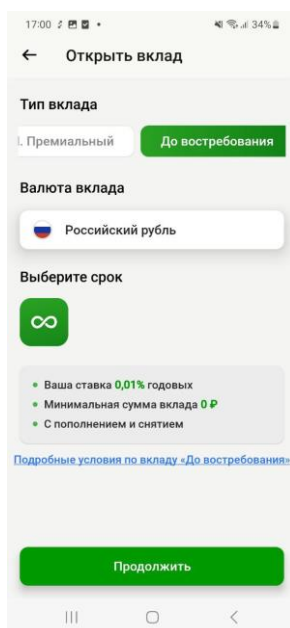 17:00
34%
Открыть вклад
Тип вклада
. Премиальный
До востребования
Валюта вклада
Российский рубль
Выберите срок
Ваша ставка 0,01% годовых
Минимальная сумма вклада 0 ₽
С пополнением и снятием
Подробные условия по вкладу «До востребования»
Продолжить